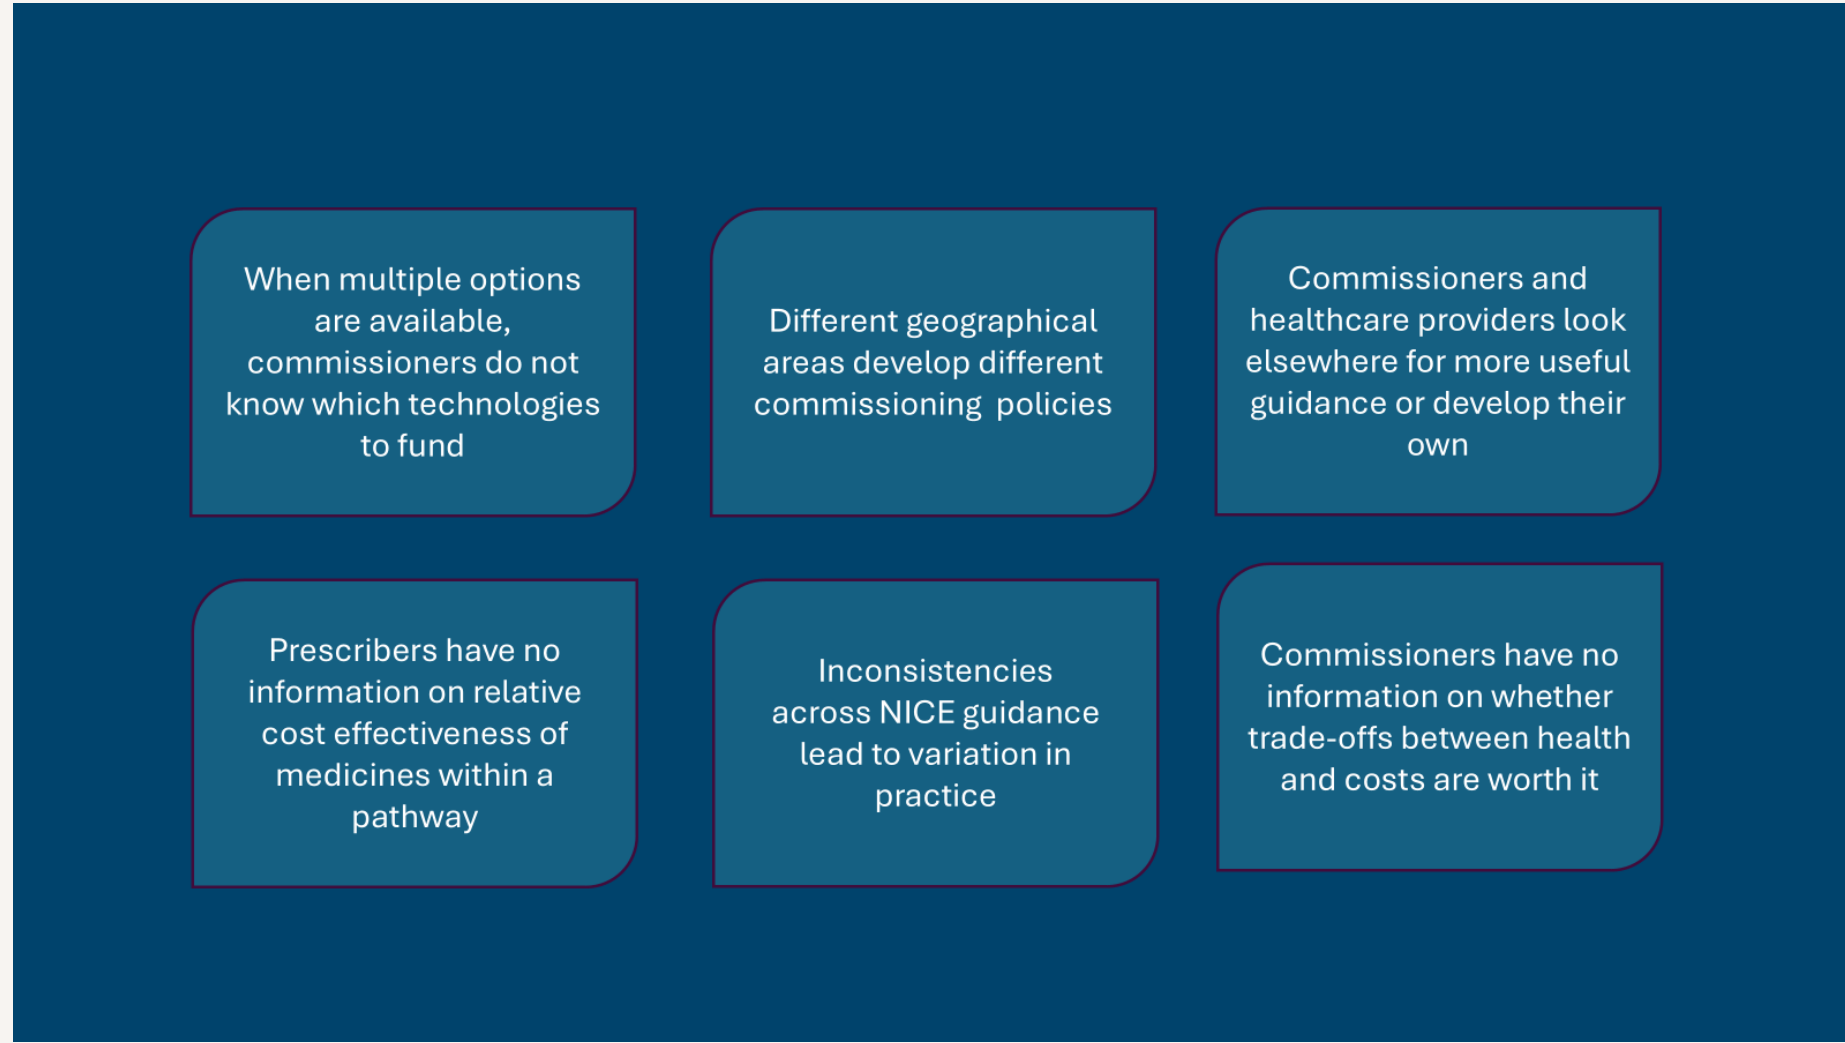 When multiple options
are available,
commissioners do not
know which technologies
to fund
Different geographical
areas develop different
commissioning  policies
Commissioners and
healthcare providers look
elsewhere for more useful
guidance or develop their
own
Prescribers have no
information on relative
cost effectiveness of
medicines within a
pathway
Inconsistencies
across NICE guidance
lead to variation in
practice
Commissioners have no
information on whether
trade-offs between health
and costs are worth it